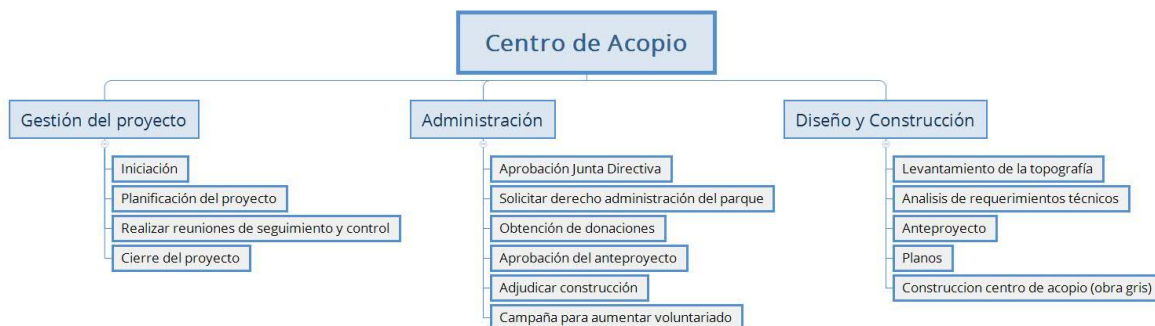 Centro de Acopio
Gestión del proyecto
Iniciación
Planificación del proyecto
Realizar reuniones de seguimiento y control
Cierre del proyecto
Administración
Aprobación Junta Directiva
Solicitar derecho administración del parque
Obtención de donaciones
Aprobación del anteproyecto
Adjudicar construcción
Campaña para aumentar voluntariado
Diseño y Construcción
Levantamiento de la topografía
Analisis de requerimientos técnicos
Anteproyecto
Planos
Construccion centro de acopio (obra gris)